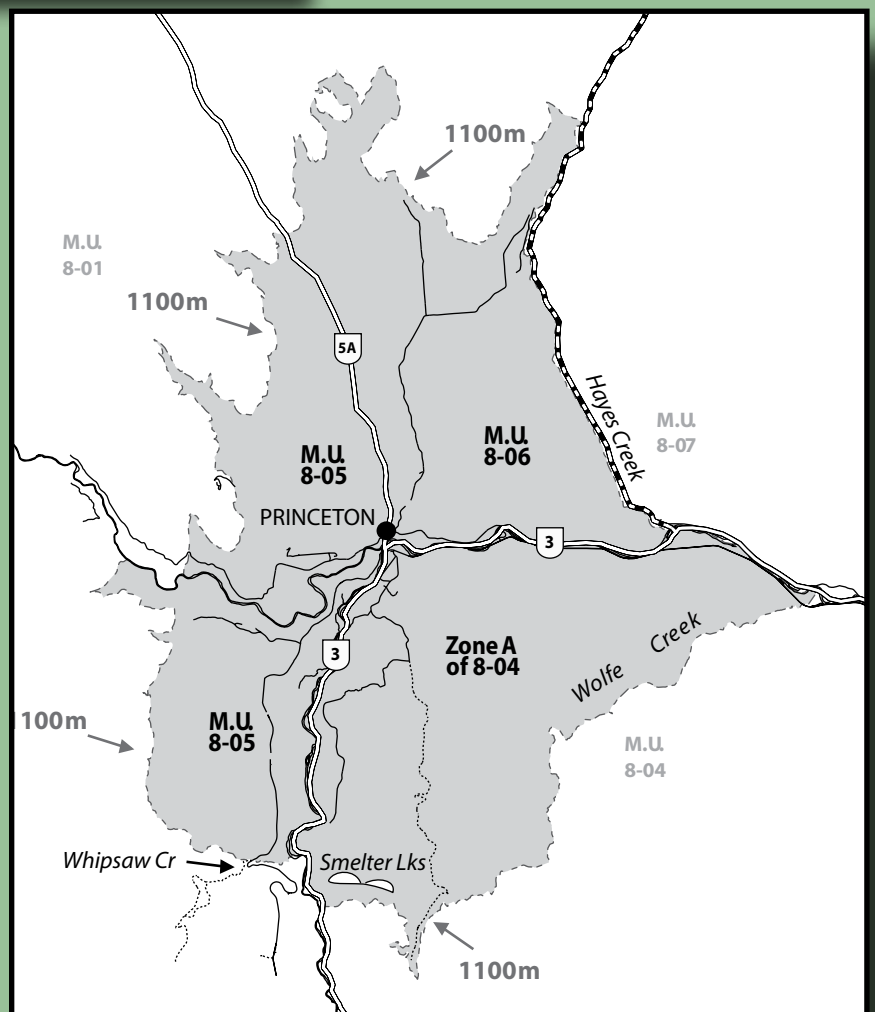 1100m
M.U.
8-01
1100m
5A
Hayes Creek
M.U.
8-07
M.U.
8-06
M.U.
8-05
PRINCETON
3
Zone A
of 8-04
Wolfe Creek
3
M.U.
8-05
1100m
M.U.
8-04
Whipsaw Cr
Smelter Lks
1100m